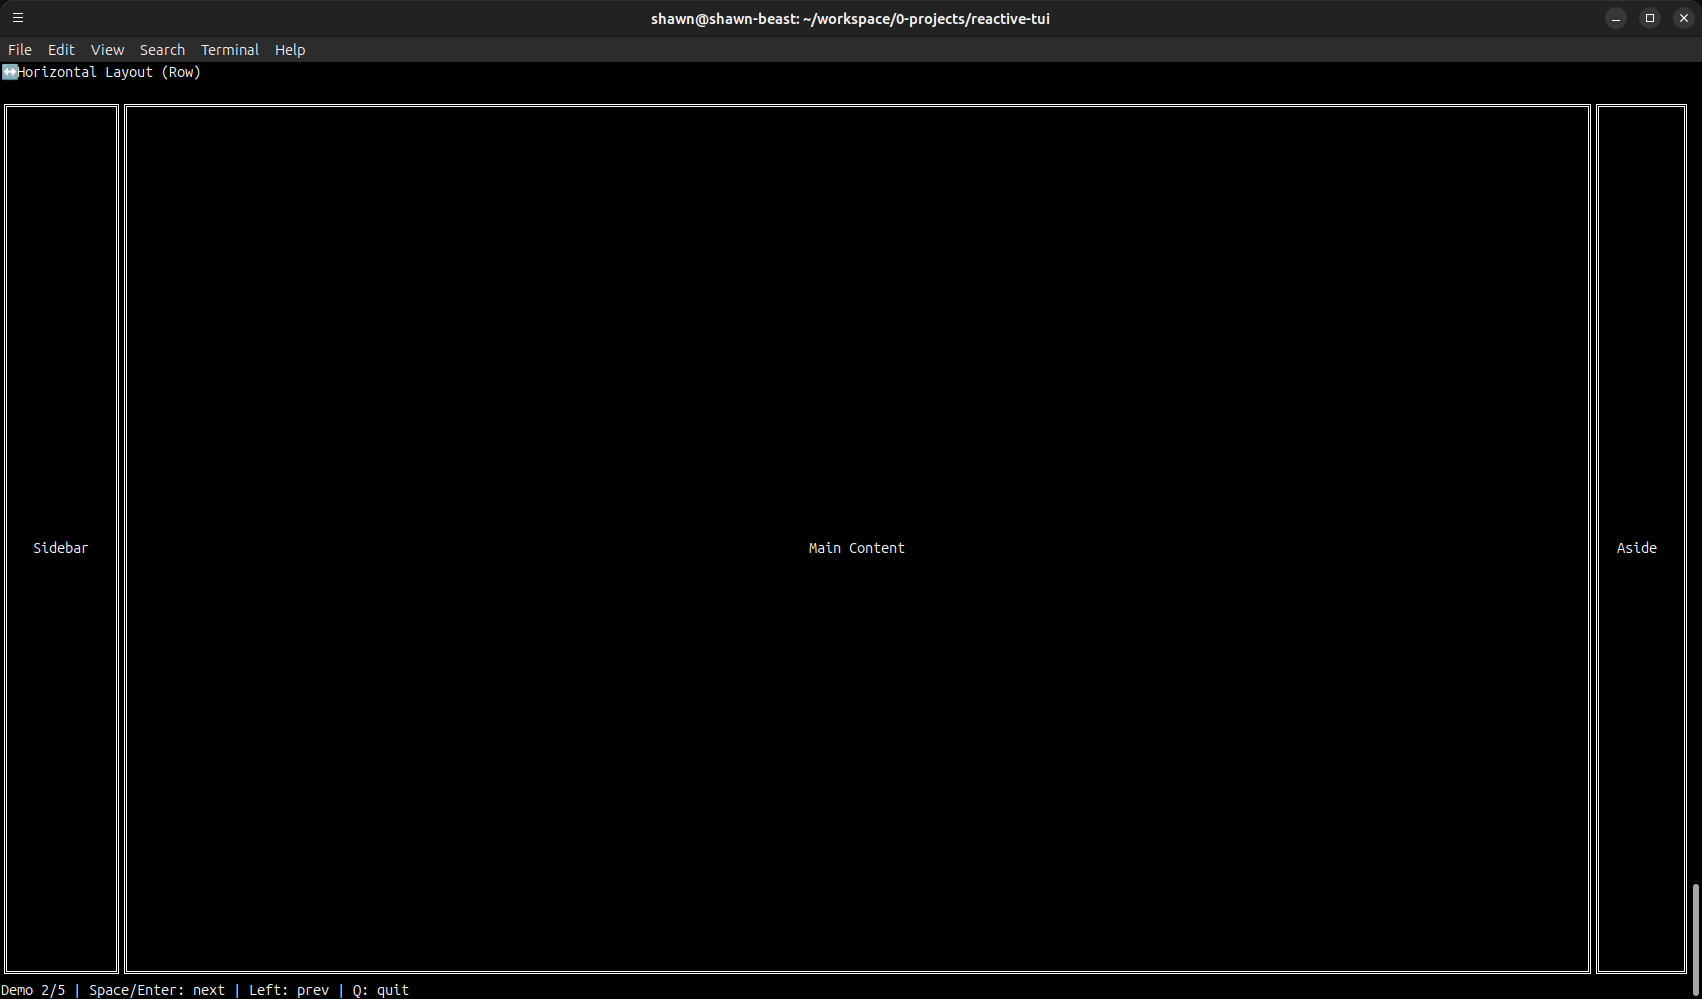 shawn@shawn-beast: ~/workspace/0-projects/reactive-tui
File Edit View Search Terminal Help
↔️Horizontal Layout (Row)
Sidebar Main Content Aside
Demo 2/5 | Space/Enter: next | Left: prev | Q: quit